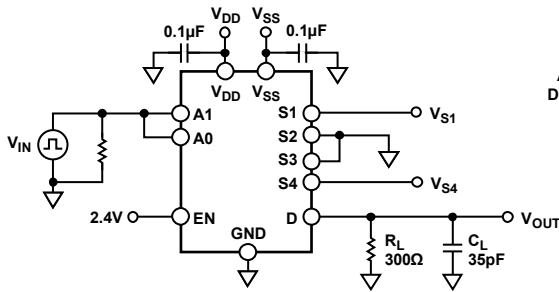 V_DD V_SS
0.1µF 0.1µF
V_DD V_SS
A
D
A1 S1 V_S1
A0 S2
V_IN
S3
S4 V_S4
2.4V EN D V_OUT
GND
R_L 300Ω
C_L 35pF